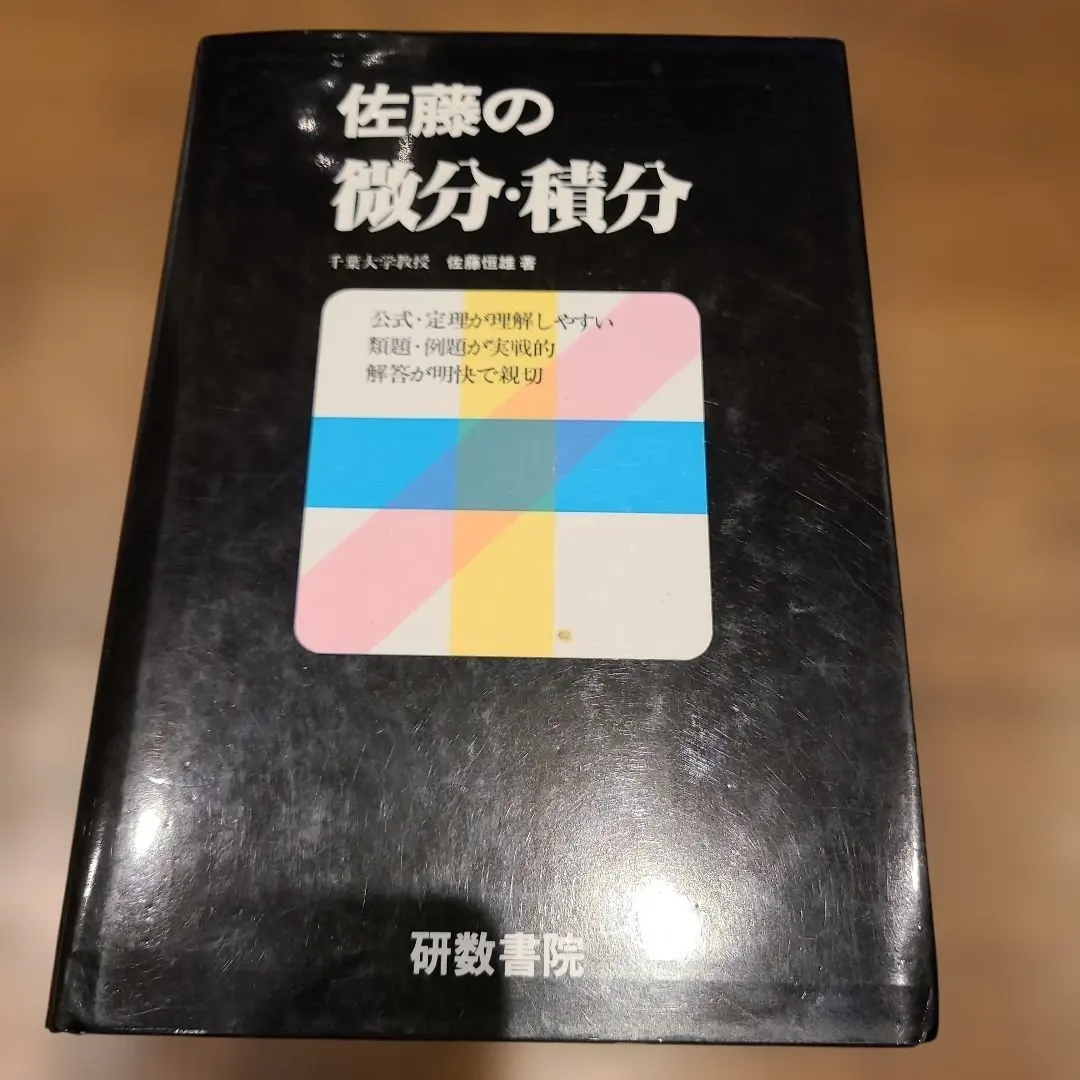 佐藤の
微分・積分
千葉大学教授 佐藤恒雄 著
公式・定理が理解しやすい
類題・例題が実戦的
解答が明快で親切
研数書院